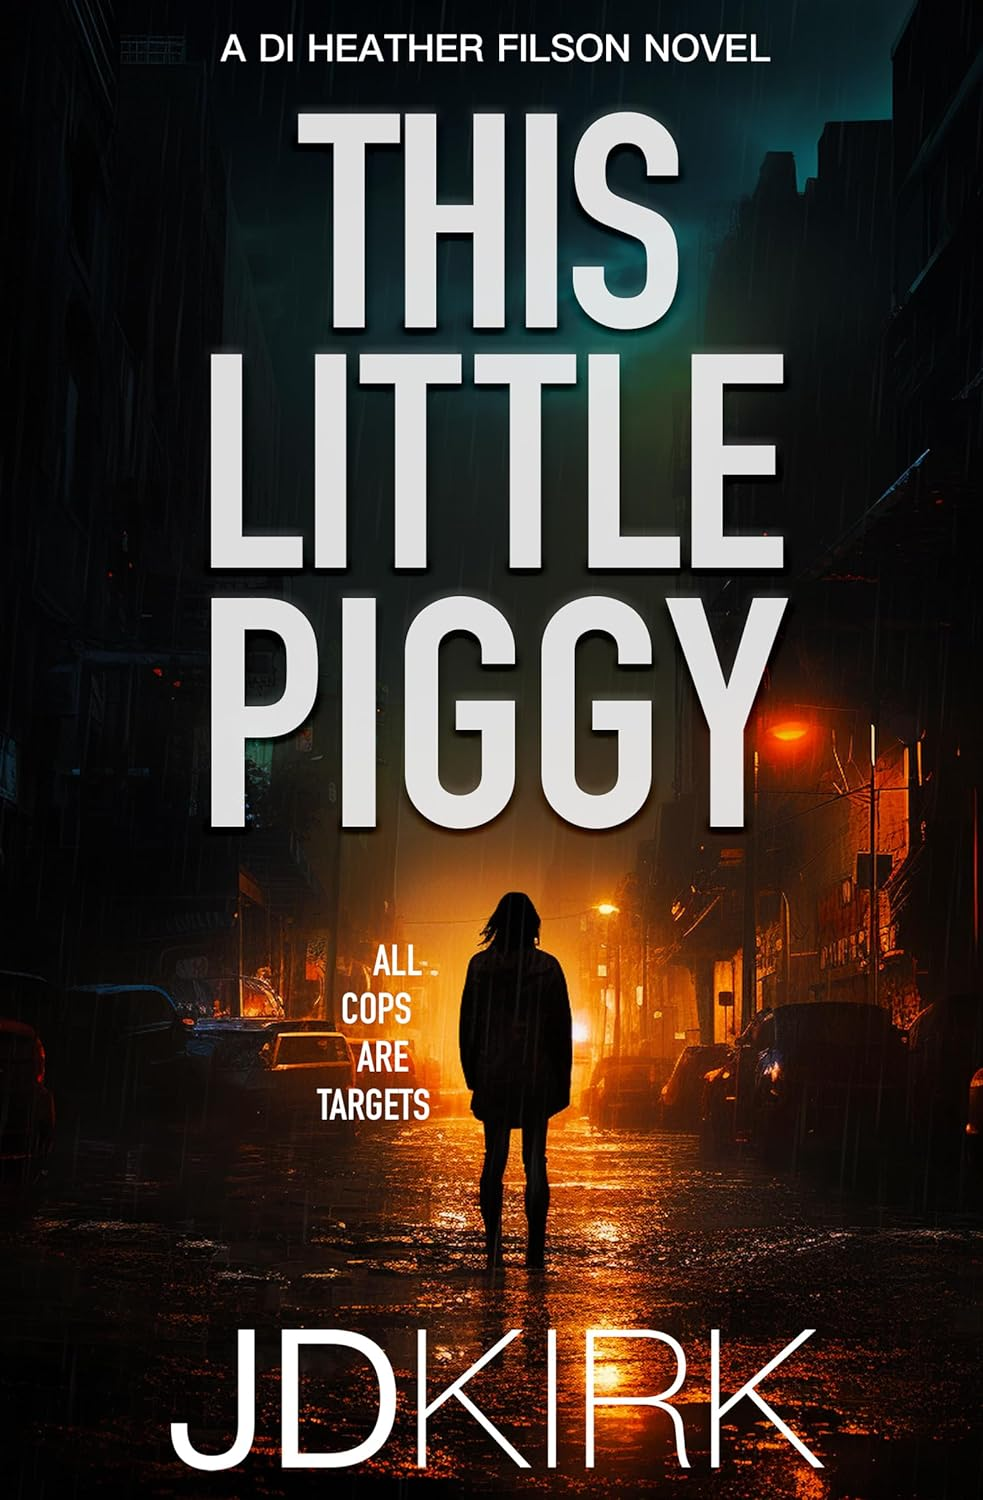 A DI HEATHER FILSON NOVEL
THIS
LITTLE
PIGGY
ALL
COPS
ARE
TARGETS
JDKIRK